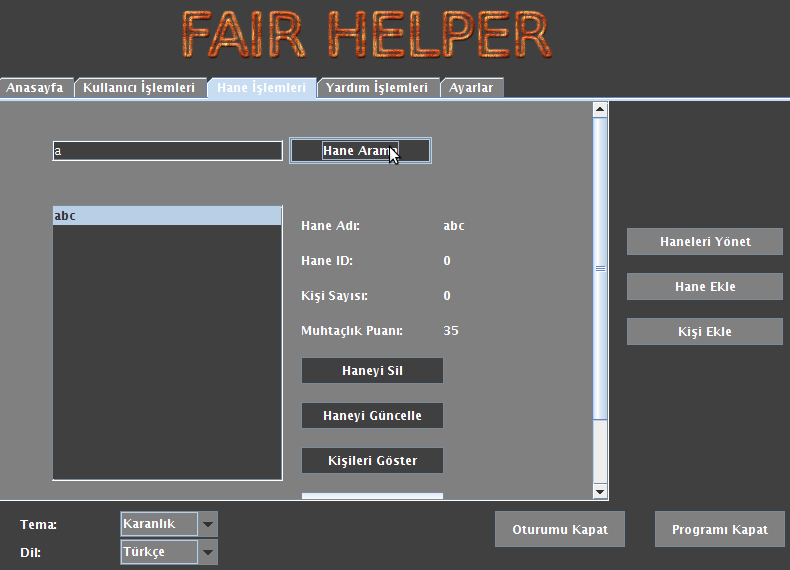 FAIR HELPER
Anasayfa
Kullanıcı İşlemleri
Hane İşlemleri
Yardım İşlemleri
Ayarlar
a
Hane Arama
abc
Hane Adı: abc
Hane ID: 0
Kişi Sayısı: 0
Muhtaçlık Puanı: 35
Haneyi Sil
Haneyi Güncelle
Kişileri Göster
Haneleri Yönet
Hane Ekle
Kişi Ekle
Tema: Karanlık
Dil: Türkçe
Oturumu Kapat
Programı Kapat